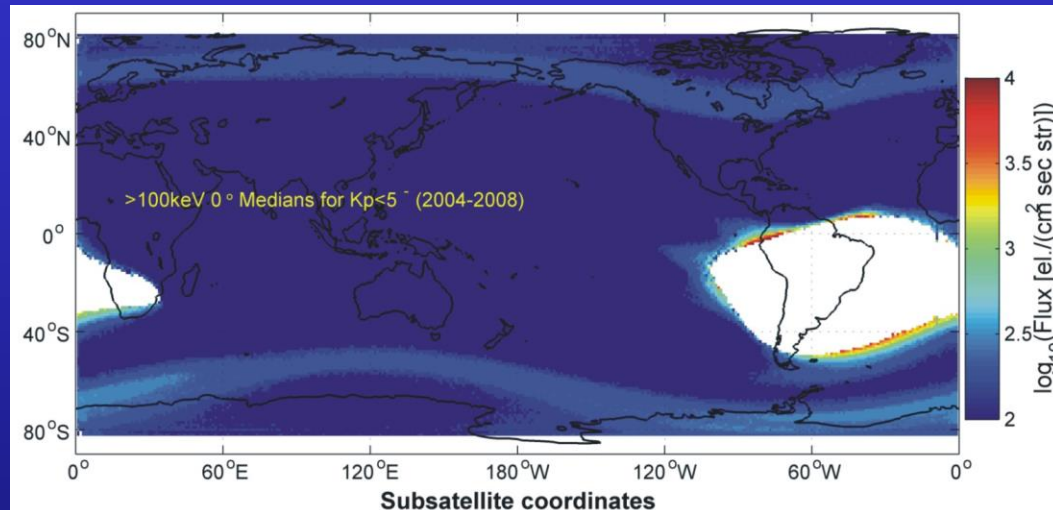 80°N
40°N
0°
40°S
80°S
>100keV 0° Medians for Kp<5⁻ (2004-2008)
0° 60°E 120°E 180°W 120°W 60°W 0°
Subsatellite coordinates
4
3.5
3
2.5
2
(Flux [el./(cm² sec str)])